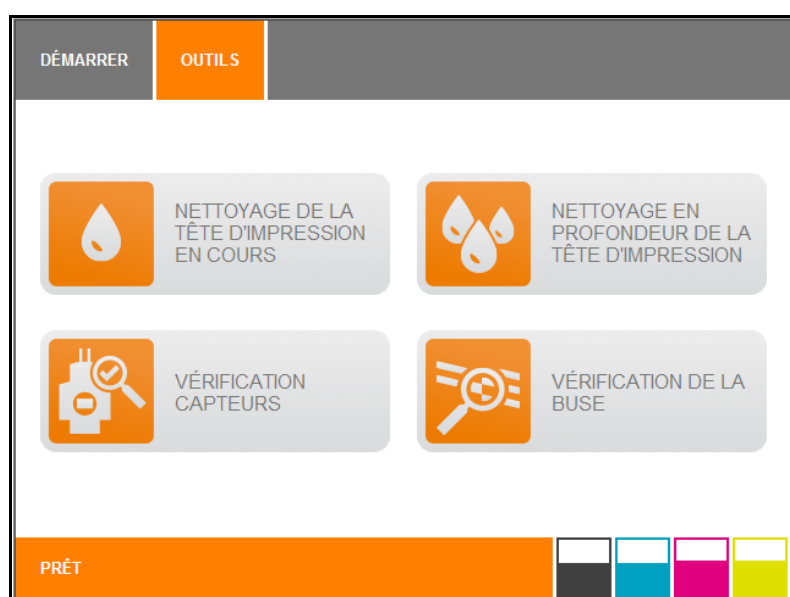 DÉMARRER
OUTILS
NETTOYAGE DE LA
TÊTE D'IMPRESSION
EN COURS
NETTOYAGE EN
PROFONDEUR DE LA
TÊTE D'IMPRESSION
VÉRIFICATION
CAPTEURS
VÉRIFICATION DE LA
BUSE
PRÊT